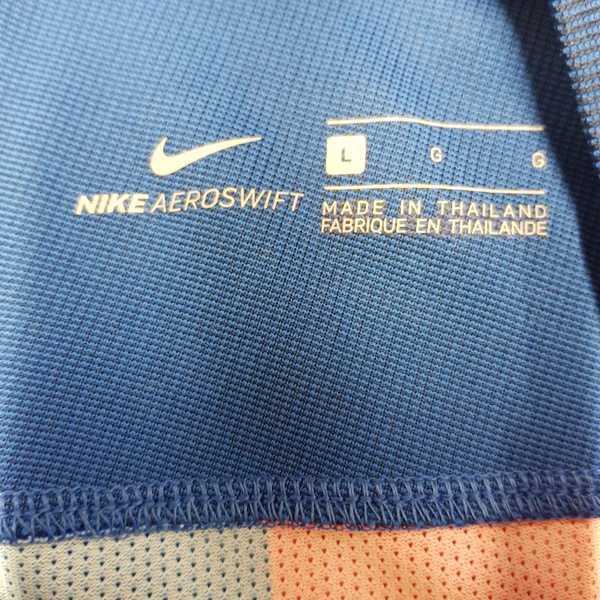 NIKE AEROSWIFT
L G G
MADE IN THAILAND
FABRIQUE EN THAILANDE